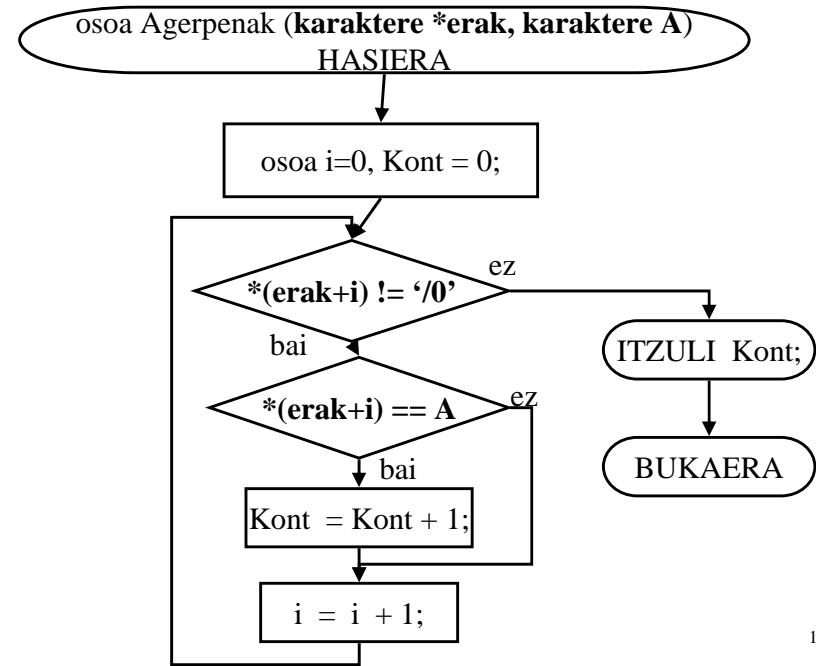 osoa Agerpenak (karaktere *erak, karaktere A)
HASIERA
osoa i=0, Kont = 0;
*(erak+i) != ‘/0’
ez
bai
ITZULI Kont;
*(erak+i) == A
ez
bai
BUKAERA
Kont = Kont + 1;
i = i + 1;
1